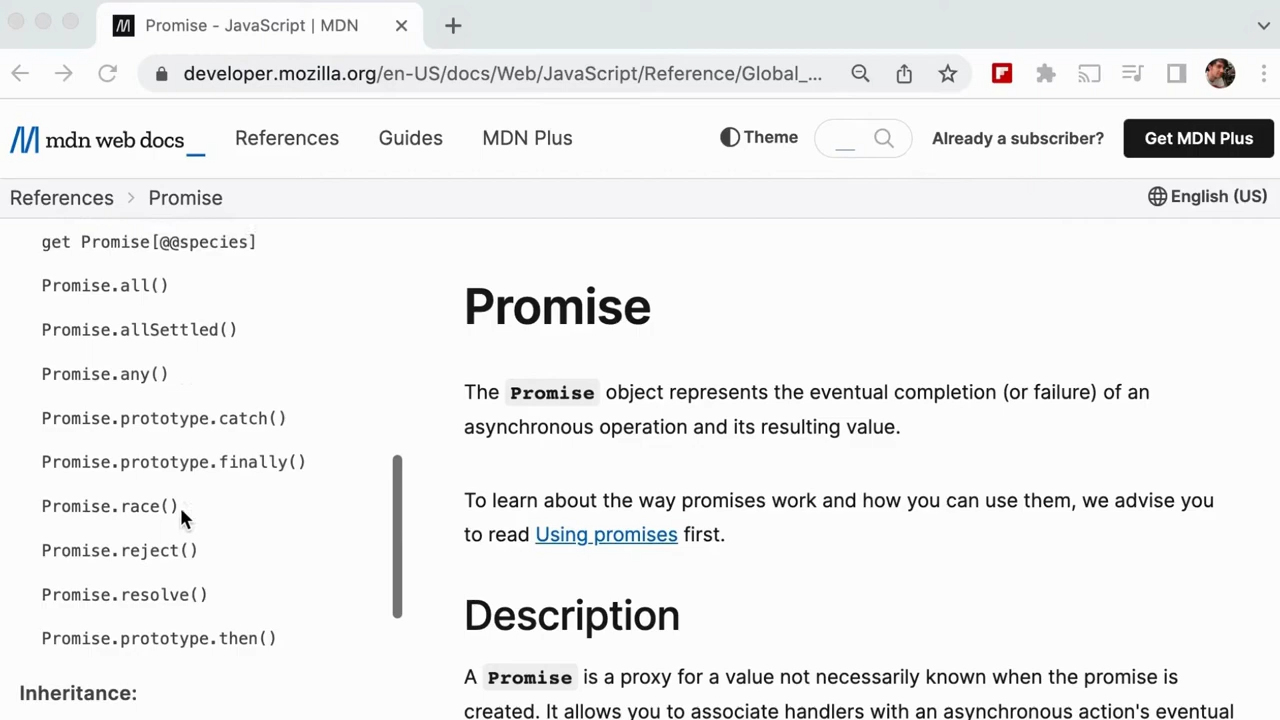 Promise - JavaScript | MDN
developer.mozilla.org/en-US/docs/Web/JavaScript/Reference/Global_...
mdn web docs_
References
Guides
MDN Plus
Theme
Already a subscriber?
Get MDN Plus
References > Promise
English (US)
get Promise[@@species]
Promise.all()
Promise.allSettled()
Promise.any()
Promise.prototype.catch()
Promise.prototype.finally()
Promise.race()
Promise.reject()
Promise.resolve()
Promise.prototype.then()
Inheritance:
Promise
The Promise object represents the eventual completion (or failure) of an
asynchronous operation and its resulting value.
To learn about the way promises work and how you can use them, we advise you
to read Using promises first.
Description
A Promise is a proxy for a value not necessarily known when the promise is
created. It allows you to associate handlers with an asynchronous action's eventual